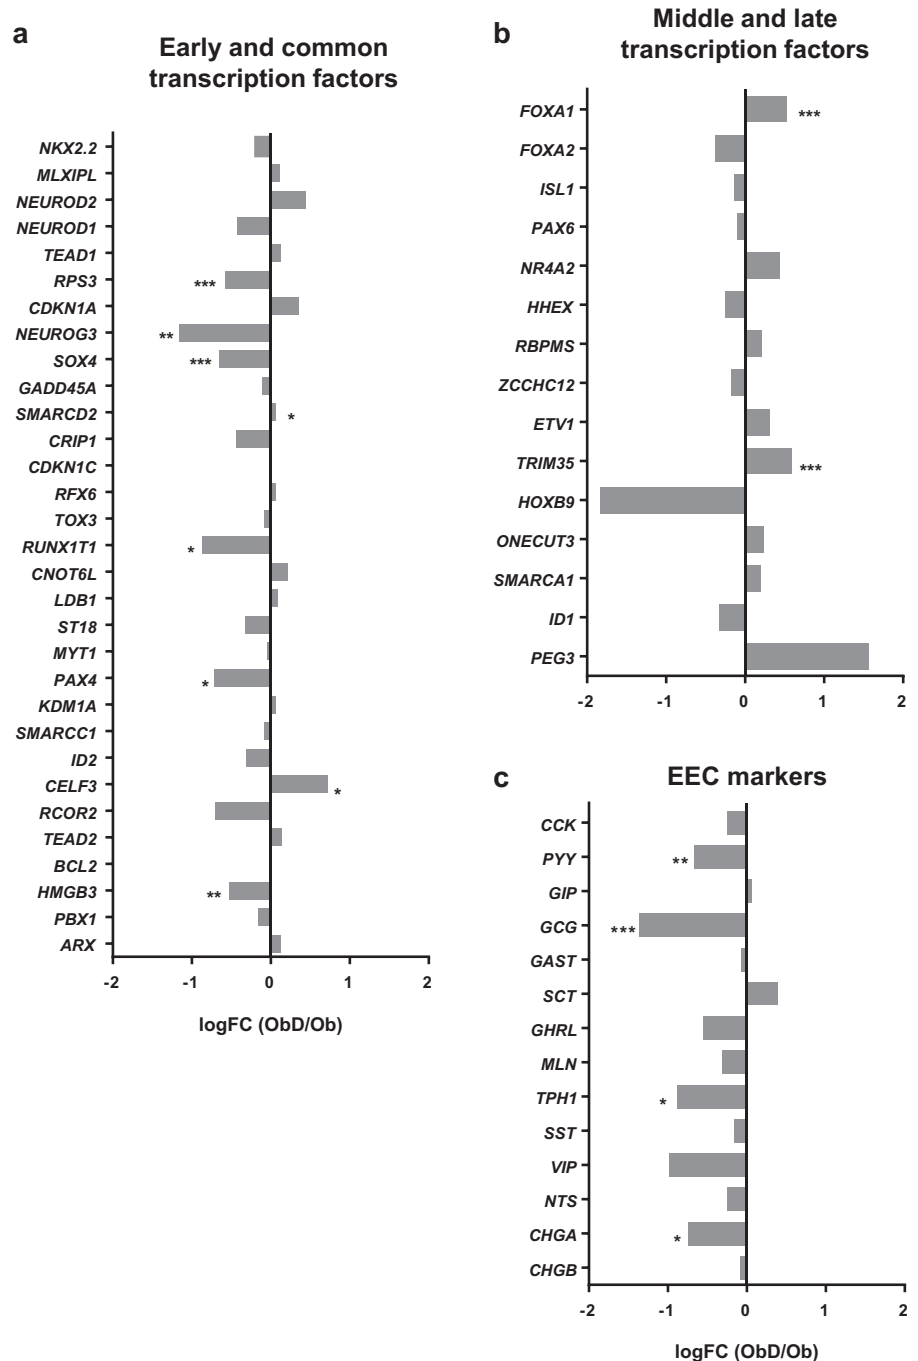 a
Early and common
transcription factors
NKX2.2
MLXIPL
NEUROD2
NEUROD1
TEAD1
RPS3
***
CDKN1A
NEUROG3
**
SOX4
***
GADD45A
SMARCD2
*
CRIP1
CDKN1C
RFX6
TOX3
RUNX1T1
*
CNOT6L
LDB1
ST18
MYT1
PAX4
*
KDM1A
SMARCC1
ID2
CELF3
*
RCOR2
TEAD2
BCL2
HMGB3
**
PBX1
ARX
-2 -1 0 1 2
logFC (ObD/Ob)
b
Middle and late
transcription factors
FOXA1
***
FOXA2
ISL1
PAX6
NR4A2
HHEX
RBPMS
ZCCHC12
ETV1
TRIM35
***
HOXB9
ONECUT3
SMARCA1
ID1
PEG3
-2 -1 0 1 2
c
EEC markers
CCK
PYY
**
GIP
GCG
***
GAST
SCT
GHRL
MLN
TPH1
*
SST
VIP
NTS
CHGA
*
CHGB
-2 -1 0 1 2
logFC (ObD/Ob)